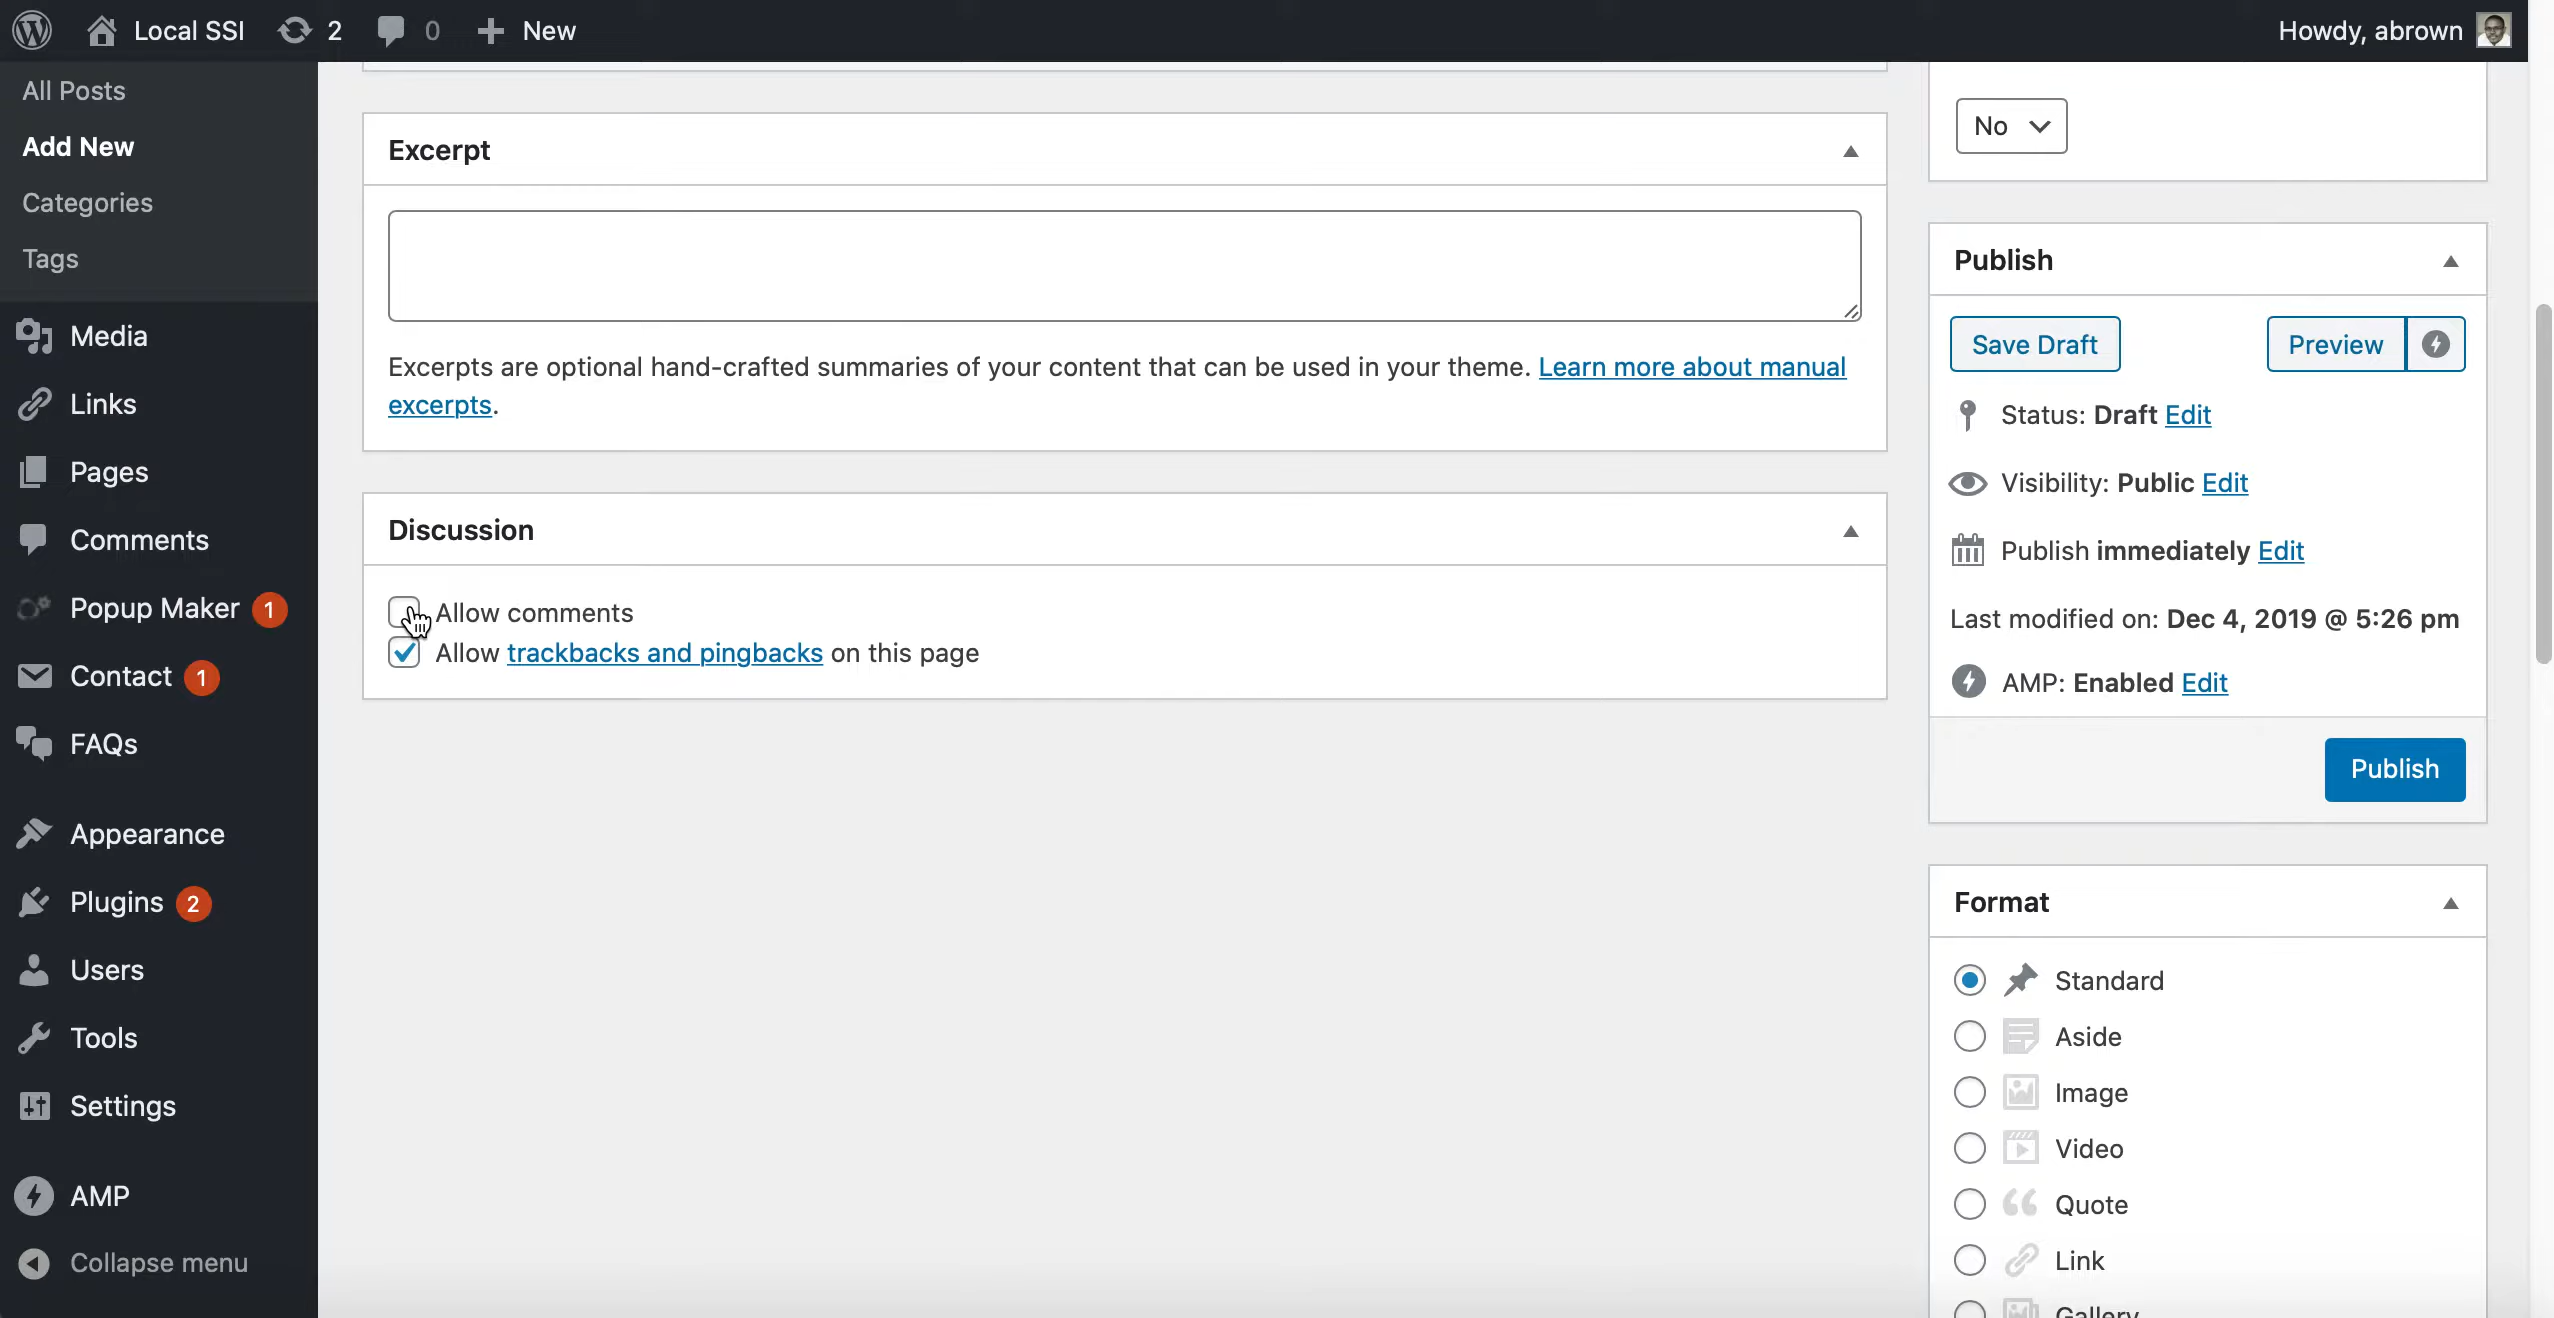 Local SSI 2 0 New Howdy, abrown
All Posts
Add New
Categories
Tags
Media
Links
Pages
Comments
Popup Maker 1
Contact 1
FAQs
Appearance
Plugins 2
Users
Tools
Settings
AMP
Collapse menu
Excerpt
Excerpts are optional hand-crafted summaries of your content that can be used in your theme. Learn more about manual
excerpts.
Discussion
Allow comments
Allow trackbacks and pingbacks on this page
No
Publish
Save Draft Preview
Status: Draft Edit
Visibility: Public Edit
Publish immediately Edit
Last modified on: Dec 4, 2019 @ 5:26 pm
AMP: Enabled Edit
Publish
Format
Standard
Aside
Image
Video
Quote
Link
Gallery